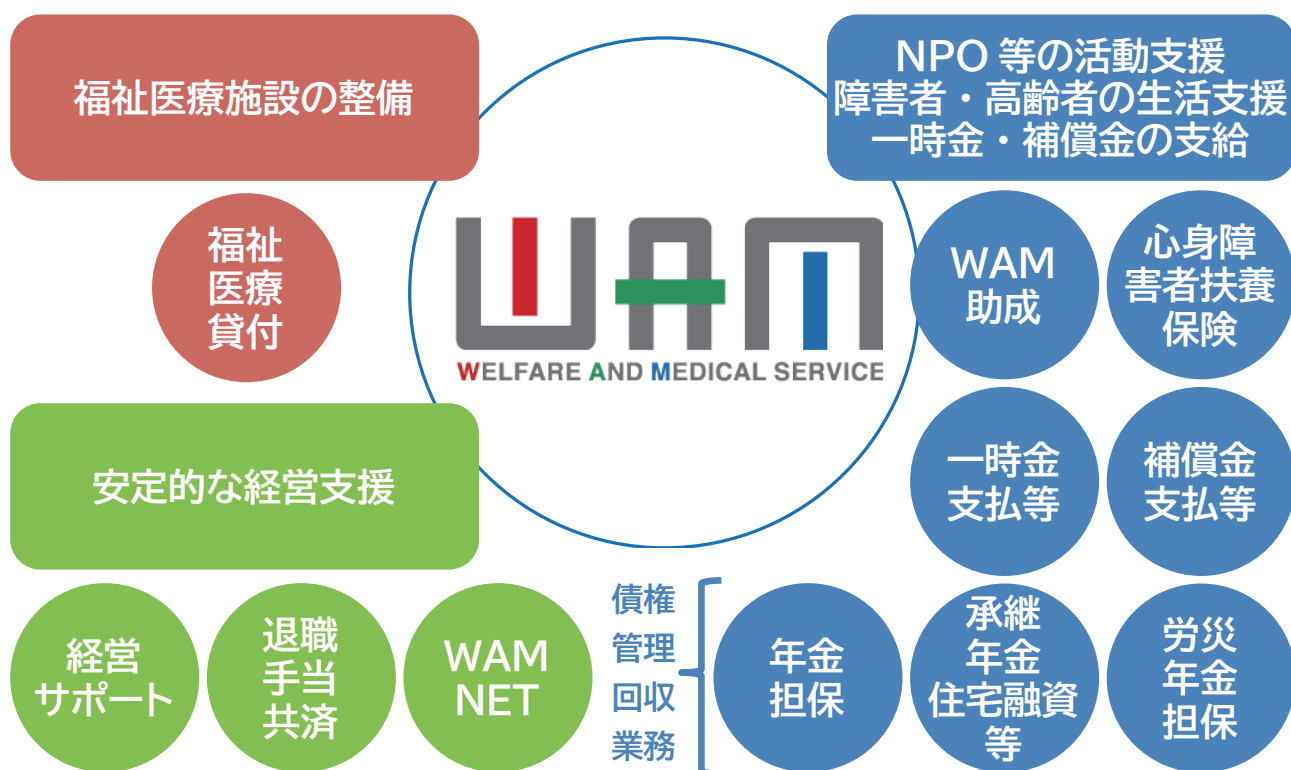 福祉医療施設の整備
福祉
医療
貸付
安定的な経営支援
経営
サポート
退職
手当
共済
WAM
NET
WAM
WELFARE AND MEDICAL SERVICE
NPO 等の活動支援
障害者・高齢者の生活支援
一時金・補償金の支給
WAM
助成
心身障
害者扶養
保険
一時金
支払等
補償金
支払等
債権
管理
回収
業務
年金
担保
承継
年金
住宅融資
等
労災
年金
担保